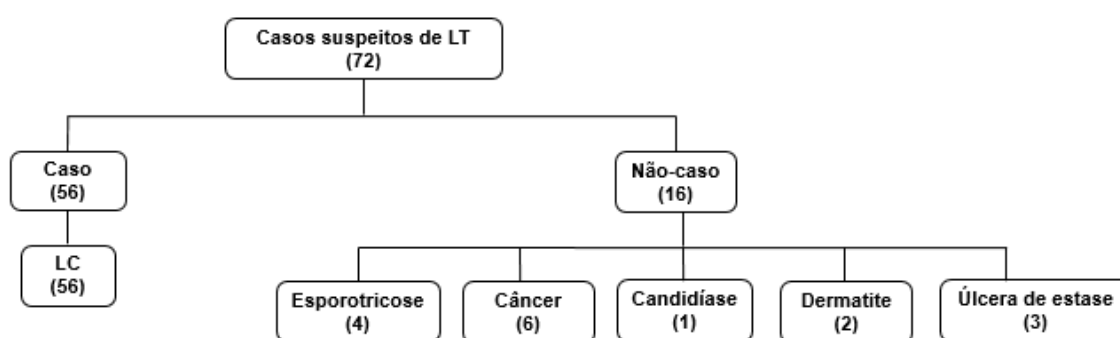 Casos suspeitos de LT
(72)
Caso
(56)
Não-caso
(16)
LC
(56)
Esporotricose
(4)
Câncer
(6)
Candidíase
(1)
Dermatite
(2)
Úlcera de estase
(3)